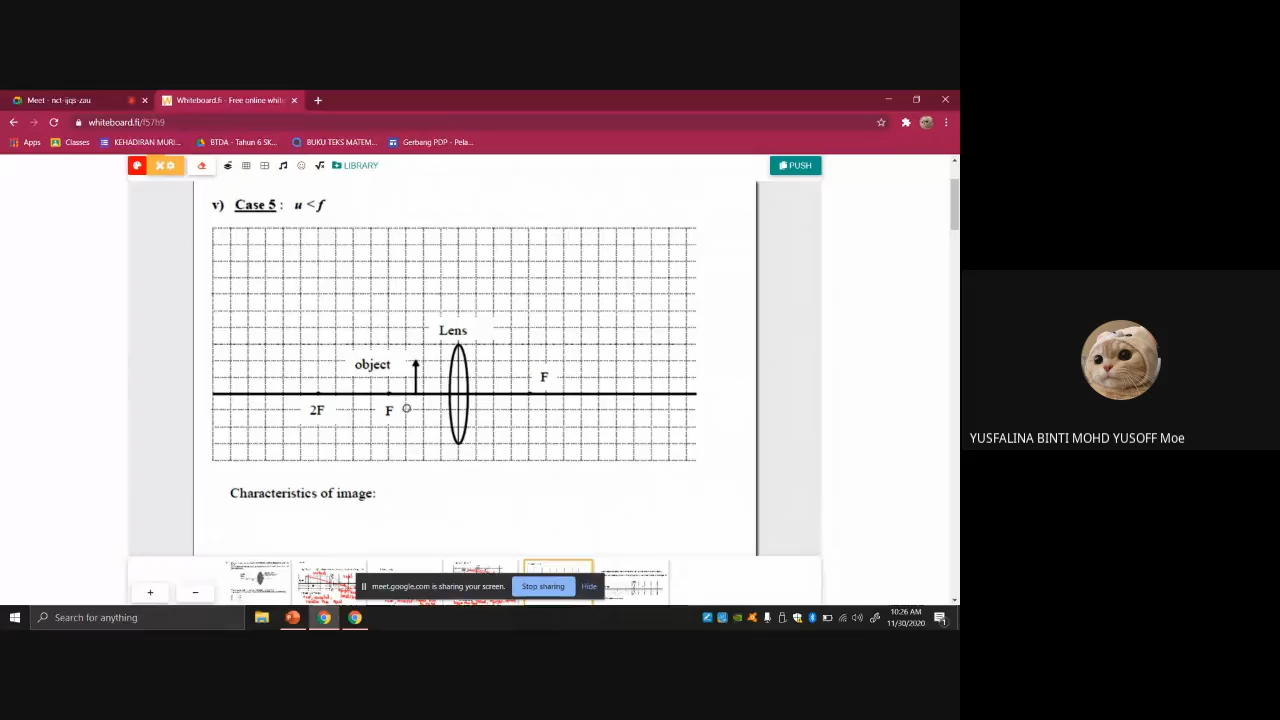 Meet - nct-ijqs-zau
Whiteboard.fi - Free online white
whiteboard.fi/f57h9
Apps
Classes
KEHADIRAN MURI...
BTDA - Tahun 6 SK...
BUKU TEKS MATEM...
Gerbang PDP - Pela...
LIBRARY
PUSH
v) Case 5 : u < f
Lens
object
F
2F
F
Characteristics of image:
YUSFALINA BINTI MOHD YUSOFF Moe
meet.google.com is sharing your screen.
Stop sharing
Hide
Search for anything
10:26 AM
11/30/2020